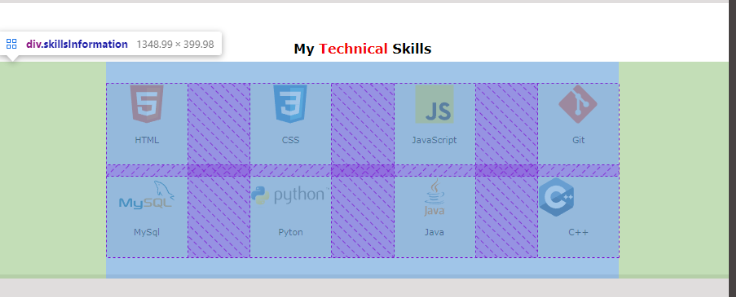 My Technical Skills
div.skillsInformation 1348.99 × 399.98
5 3 JS
HTML CSS JavaScript Git
MySQL python Java C++
MySql Pyton Java C++